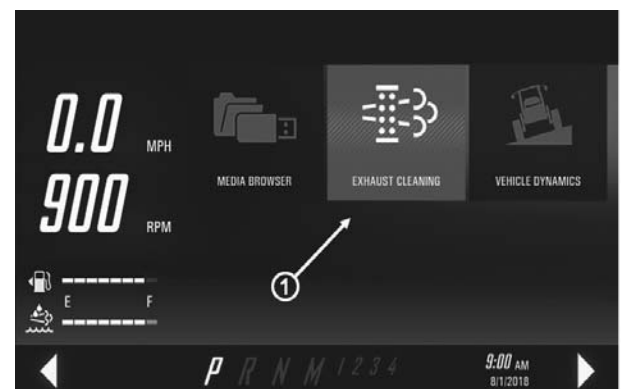 0.0 MPH
MEDIA BROWSER EXHAUST CLEANING VEHICLE DYNAMICS
900 RPM
1
E F
P R N M 1 2 3 4 9:00 AM
8/1/2018